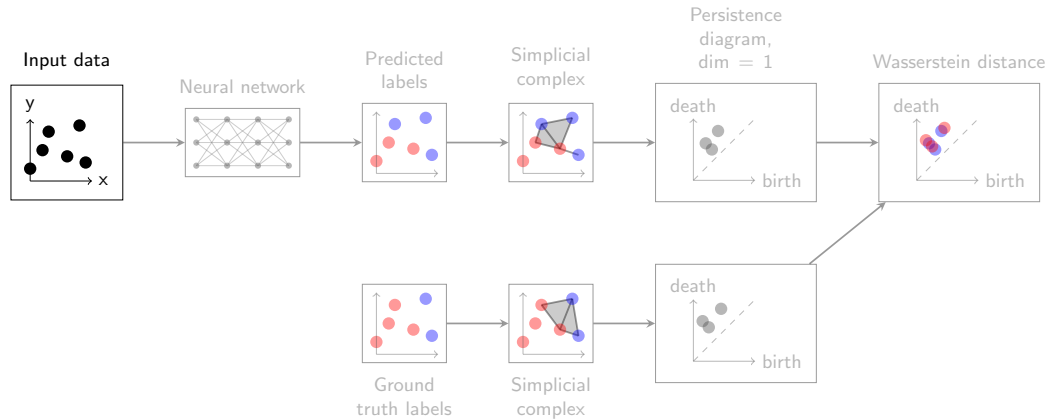 Input data
y
x
Neural network
Predicted
labels
Simplicial
complex
Persistence
diagram,
dim = 1
death
birth
Wasserstein distance
death
birth
Ground
truth labels
Simplicial
complex
death
birth